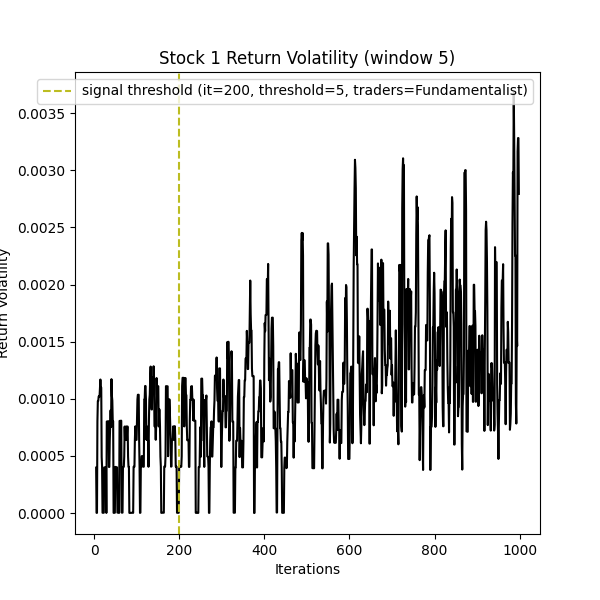 Stock 1 Return Volatility (window 5)
signal threshold (it=200, threshold=5, traders=Fundamentalist)
0.0035
0.0030
0.0025
0.0020
0.0015
0.0010
0.0005
0.0000
Return Volatility
0 200 400 600 800 1000
Iterations